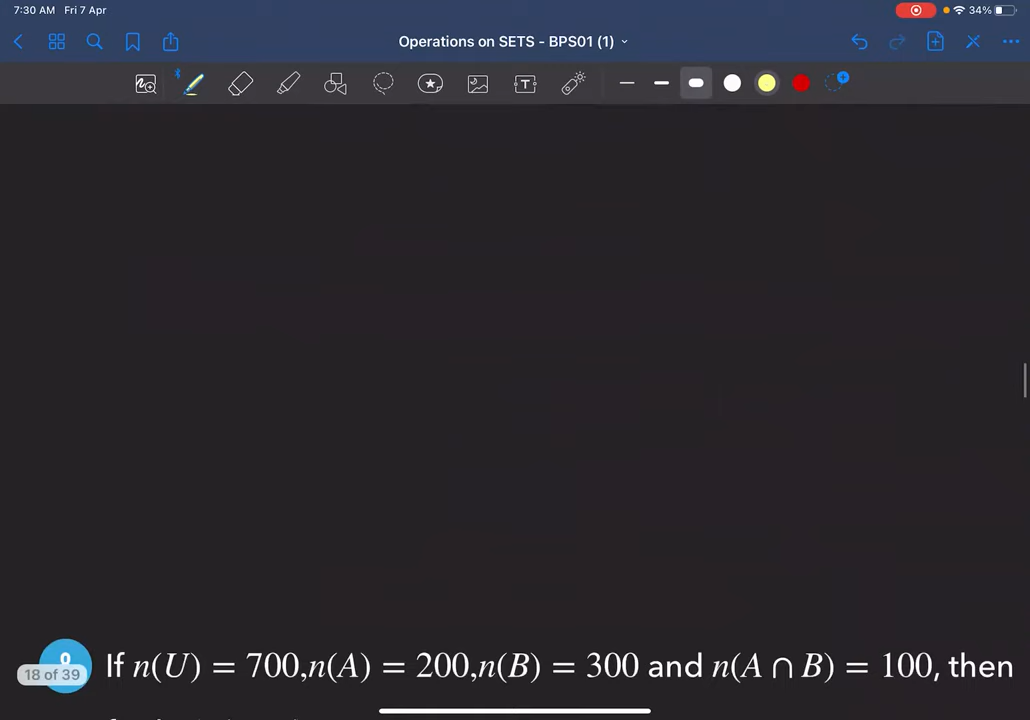 7:30 AM Fri 7 Apr
34%
Operations on SETS - BPS01 (1)
T
If n(U) = 700,n(A) = 200,n(B) = 300 and n(A ∩ B) = 100, then
18 of 39